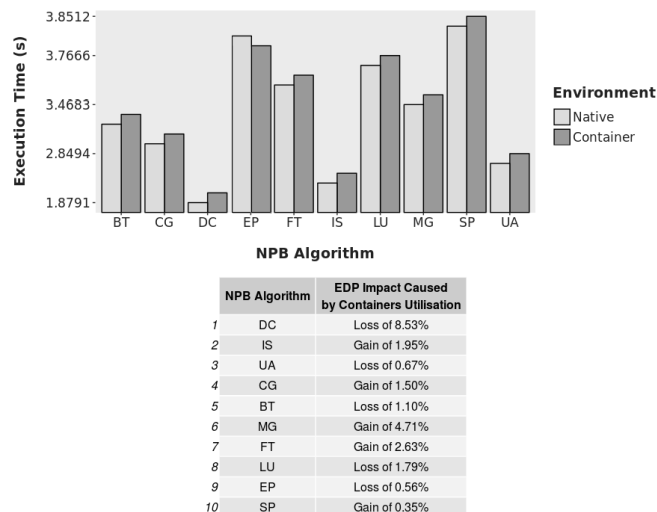 Execution Time (s)
3.8512
3.7666
3.4683
2.8494
1.8791
BT CG DC EP FT IS LU MG SP UA
NPB Algorithm
Environment
Native
Container
NPB Algorithm EDP Impact Caused
by Containers Utilisation
1 DC Loss of 8.53%
2 IS Gain of 1.95%
3 UA Loss of 0.67%
4 CG Gain of 1.50%
5 BT Loss of 1.10%
6 MG Gain of 4.71%
7 FT Gain of 2.63%
8 LU Loss of 1.79%
9 EP Loss of 0.56%
10 SP Gain of 0.35%